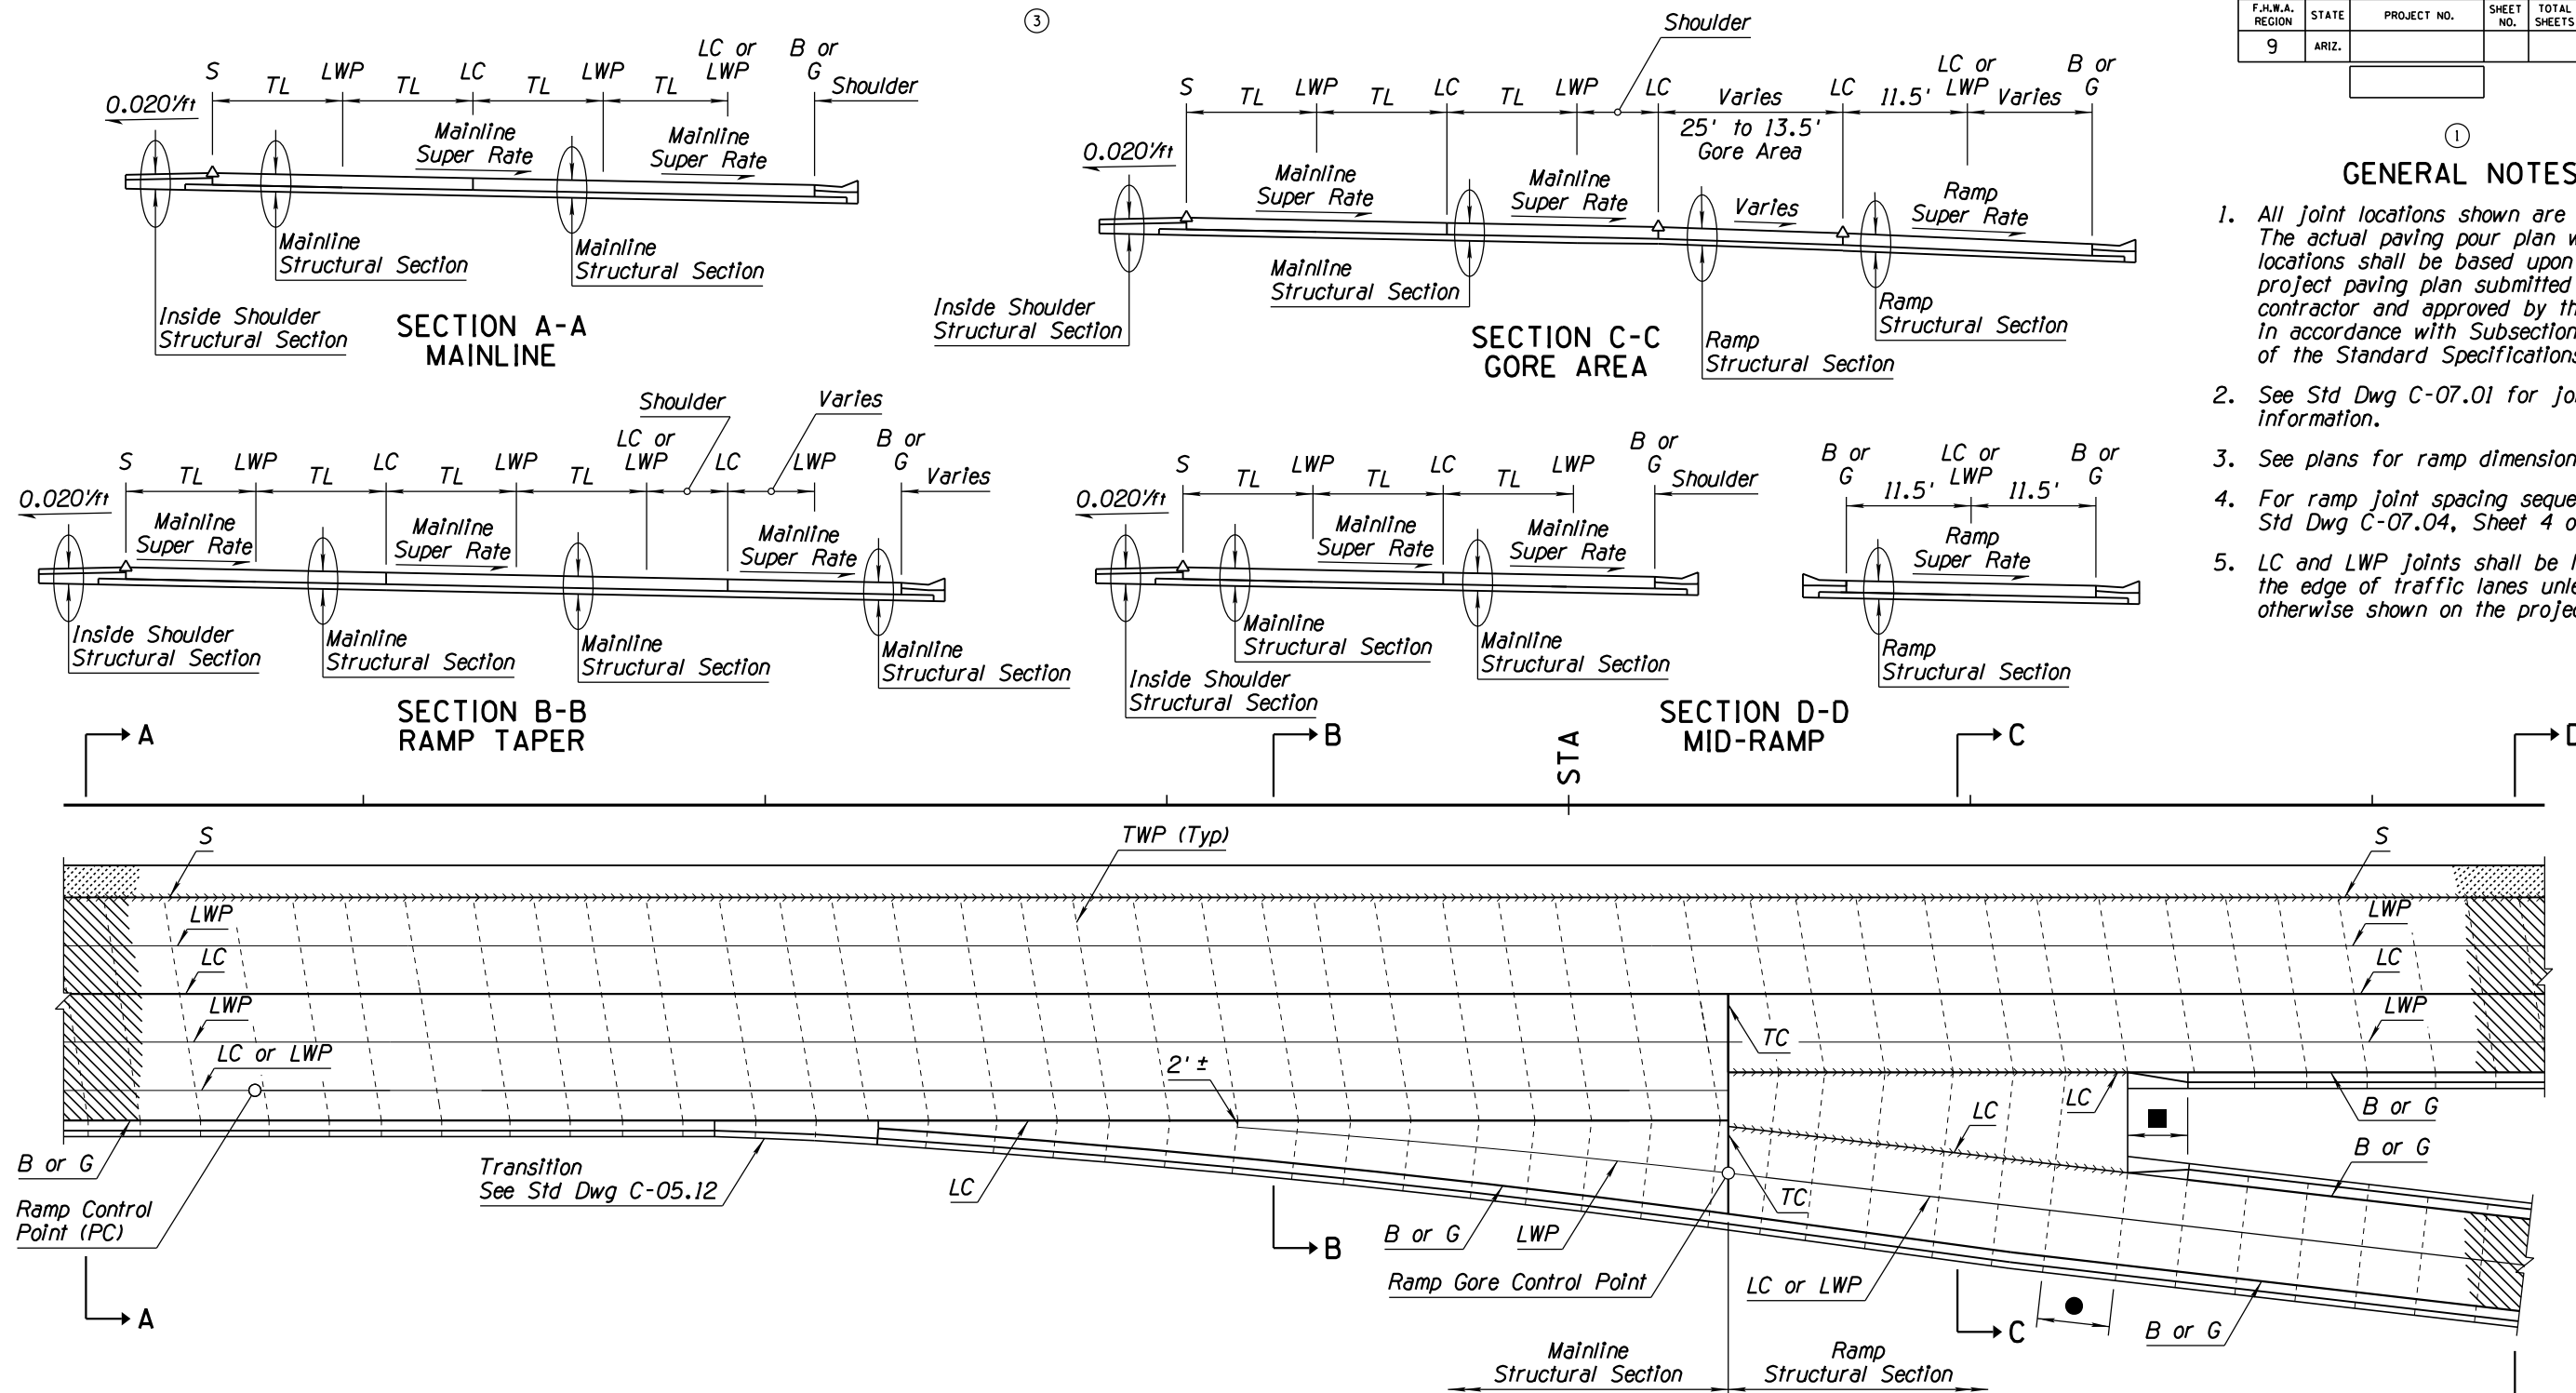 3
F.H.W.A. REGION STATE PROJECT NO. SHEET NO. TOTAL SHEETS
9 ARIZ.
1
GENERAL NOTES
1. All joint locations shown are
The actual paving pour plan
locations shall be based upon
project paving plan submitted
contractor and approved by
in accordance with Subsection
of the Standard Specifications
2. See Std Dwg C-07.01 for
information.
3. See plans for ramp dimension
4. For ramp joint spacing
Std Dwg C-07.04, Sheet 4
5. LC and LWP joints shall be
the edge of traffic lanes
otherwise shown on the
0.020'/ft
S TL LWP TL LC TL LWP TL LC or LWP B or G Shoulder
Mainline
Super Rate
Mainline
Super Rate
Mainline
Structural Section
Mainline
Structural Section
Inside Shoulder
Structural Section
SECTION A-A
MAINLINE
Shoulder
0.020'/ft
S TL LWP TL LC TL LWP LC Varies LC 11.5' LC or LWP Varies B or G
25' to 13.5'
Gore Area
Mainline
Super Rate
Mainline
Super Rate
Varies
Ramp
Super Rate
Mainline
Structural Section
Inside Shoulder
Structural Section
Ramp
Structural Section
Ramp
Structural Section
SECTION C-C
GORE AREA
Shoulder
Varies
0.020'/ft
S TL LWP TL LC TL LWP TL LC or LWP LC LWP B or G Varies
Mainline
Super Rate
Mainline
Super Rate
Mainline
Super Rate
Inside Shoulder
Structural Section
Mainline
Structural Section
Mainline
Structural Section
Mainline
Structural Section
SECTION B-B
RAMP TAPER
0.020'/ft
S TL LWP TL LC TL LWP B or G Shoulder
Mainline
Super Rate
Mainline
Super Rate
Mainline
Structural Section
Mainline
Structural Section
Inside Shoulder
Structural Section
B or G 11.5' LC or LWP 11.5' B or G
Ramp
Super Rate
Ramp
Structural Section
SECTION D-D
MID-RAMP
A
B
STA
C
S
TWP (Typ)
S
LWP
LWP
LC
LC
LWP
LWP
LC or LWP
2' ±
TC
LC
LC
B or G
B or G
B or G
Ramp Control
Point (PC)
Transition
See Std Dwg C-05.12
LC
TC
B or G
LWP
B
Ramp Gore Control Point
LC or LWP
A
C
B or G
Mainline
Structural Section
Ramp
Structural Section